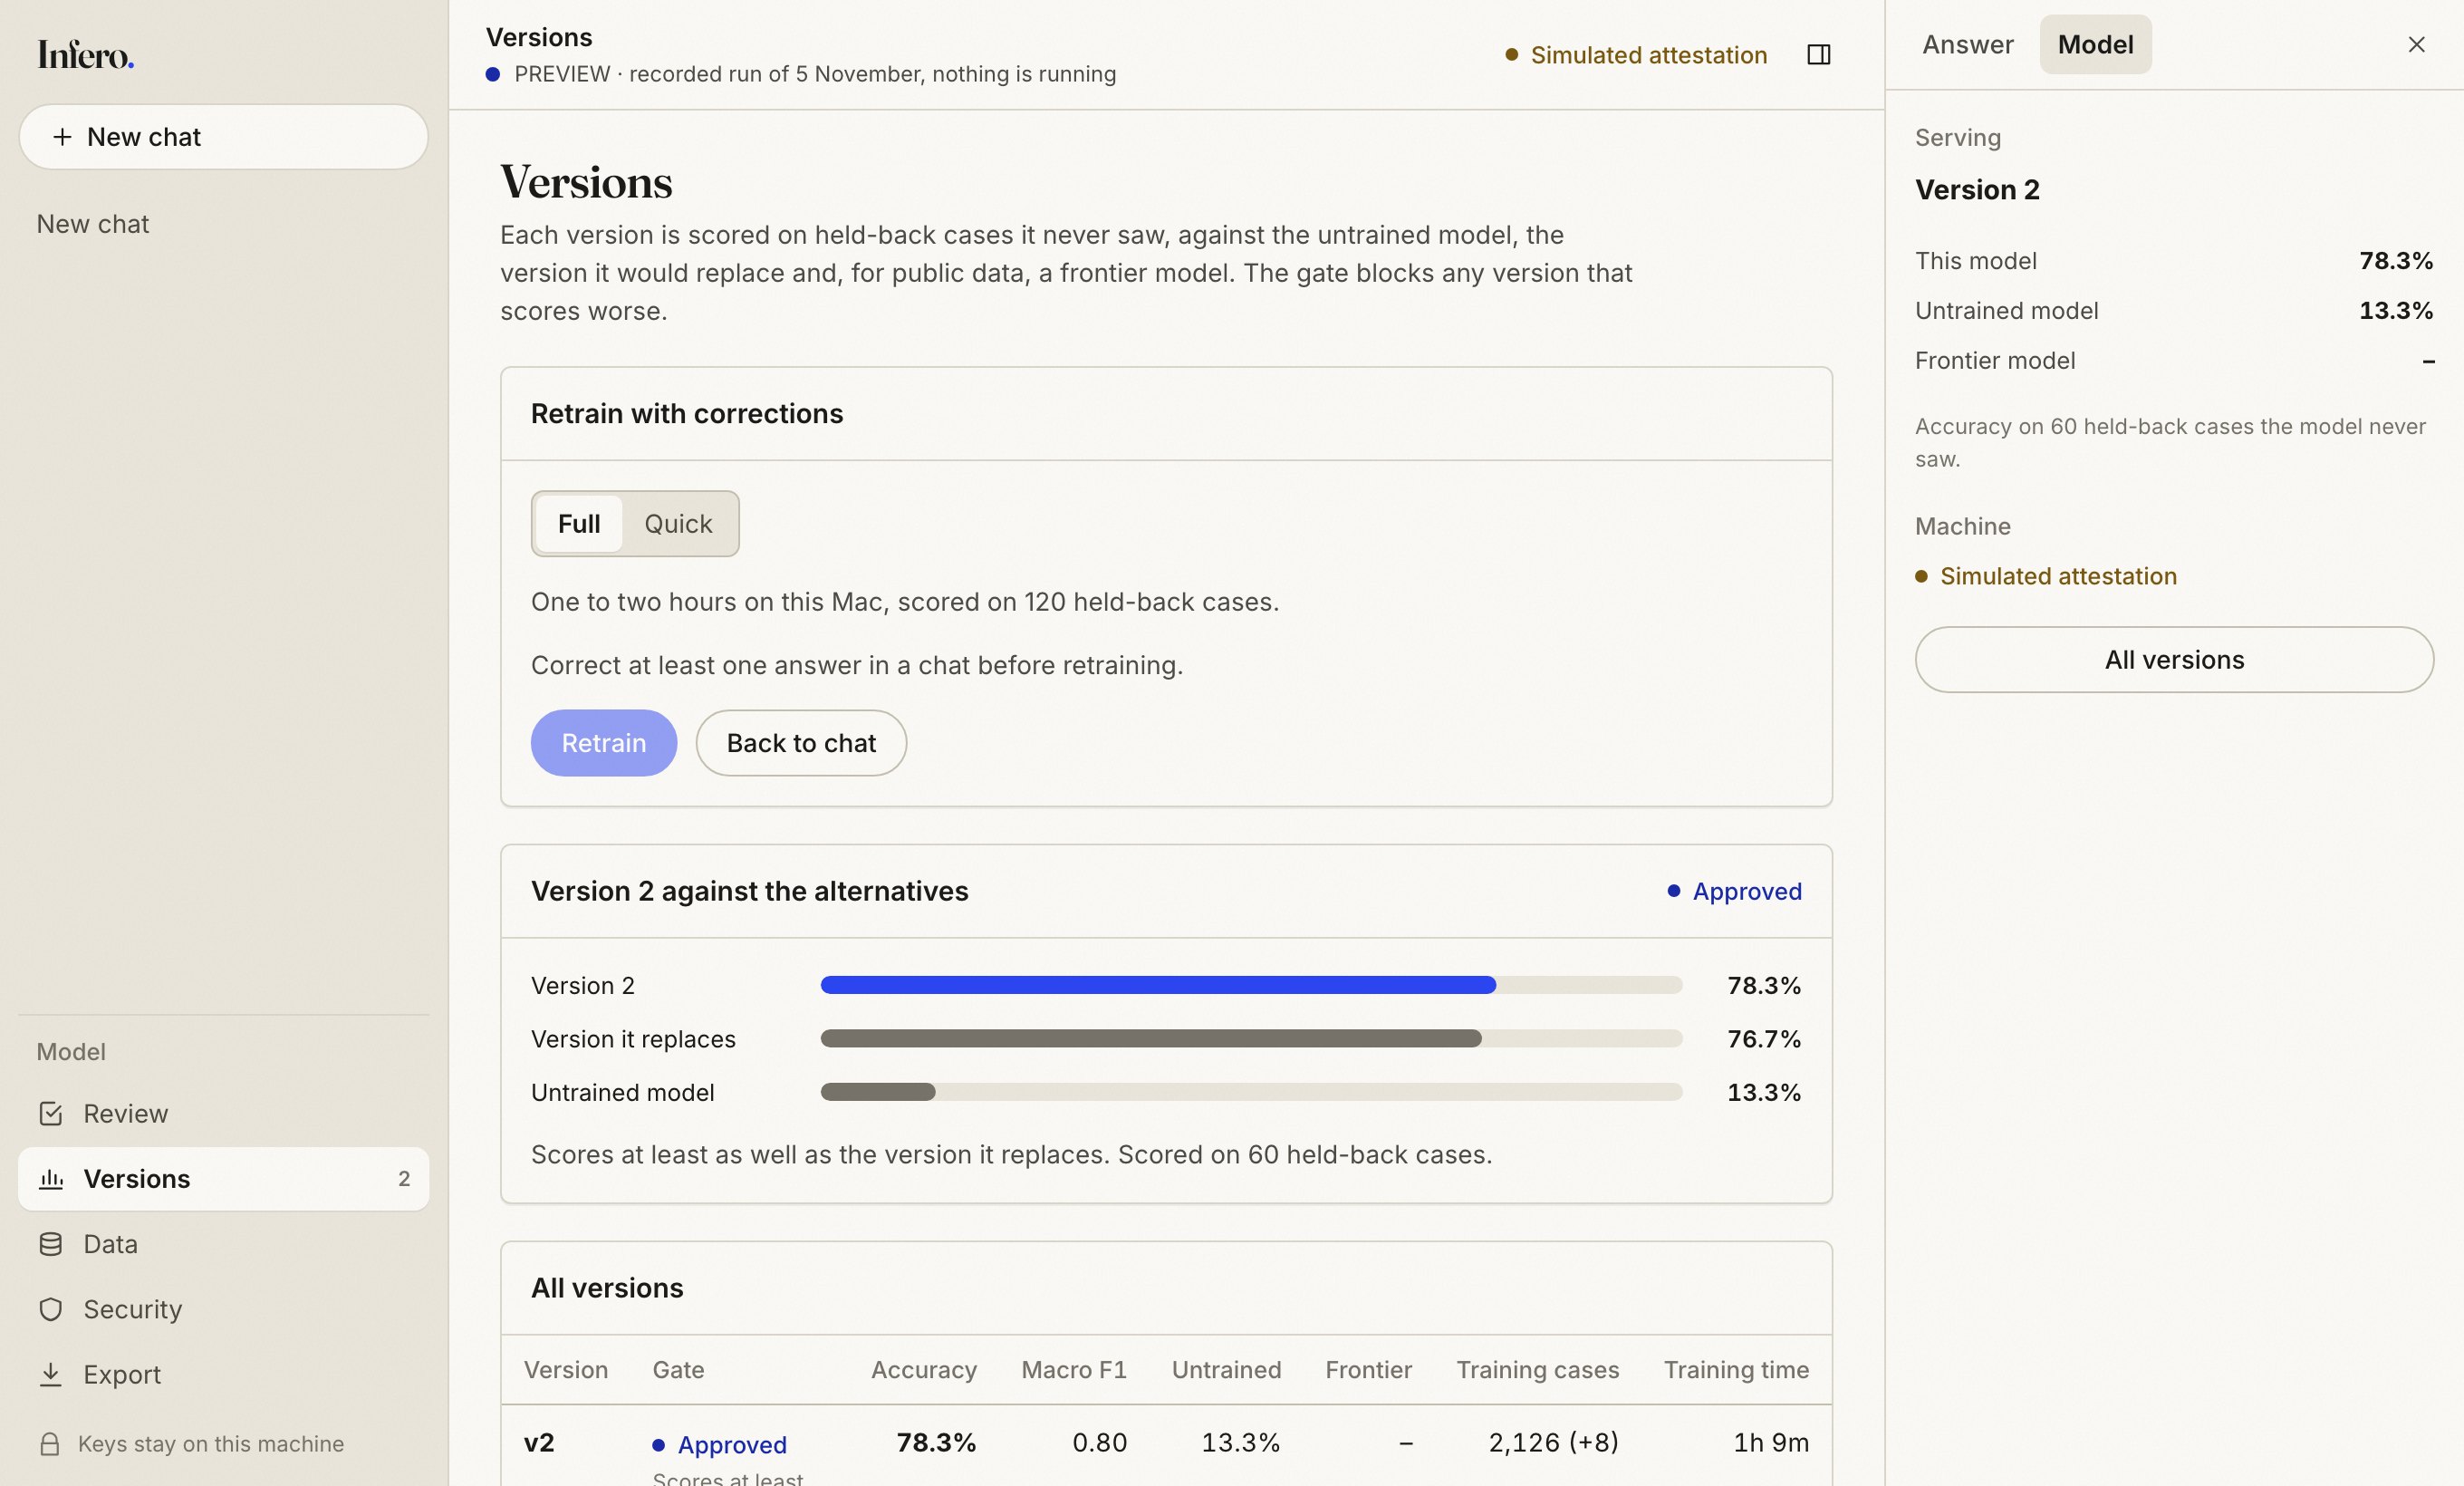 Infero.
New chat
New chat
Model
Review
Versions 2
Data
Security
Export
Keys stay on this machine
Versions
PREVIEW · recorded run of 5 November, nothing is running
Simulated attestation
Versions
Each version is scored on held-back cases it never saw, against the untrained model, the
version it would replace and, for public data, a frontier model. The gate blocks any version that
scores worse.
Retrain with corrections
Full Quick
One to two hours on this Mac, scored on 120 held-back cases.
Correct at least one answer in a chat before retraining.
Retrain Back to chat
Version 2 against the alternatives Approved
Version 2 78.3%
Version it replaces 76.7%
Untrained model 13.3%
Scores at least as well as the version it replaces. Scored on 60 held-back cases.
All versions
Version Gate Accuracy Macro F1 Untrained Frontier Training cases Training time
v2 Approved 78.3% 0.80 13.3% – 2,126 (+8) 1h 9m
Scores at least
Answer Model
Serving
Version 2
This model 78.3%
Untrained model 13.3%
Frontier model –
Accuracy on 60 held-back cases the model never
saw.
Machine
Simulated attestation
All versions